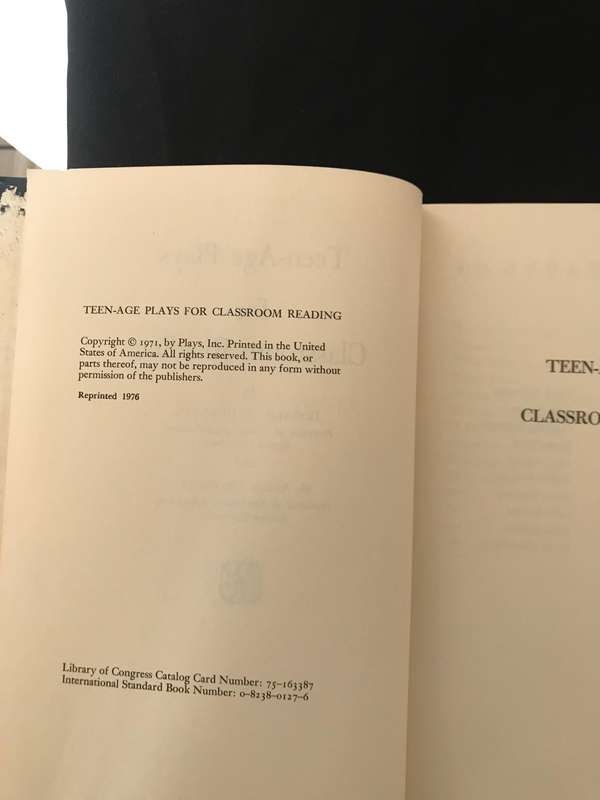 TEEN-AGE PLAYS FOR CLASSROOM READING
Copyright © 1971, by Plays, Inc. Printed in the United
States of America. All rights reserved. This book, or
parts thereof, may not be reproduced in any form without
permission of the publishers.
Reprinted 1976
Library of Congress Catalog Card Number: 75-163387
International Standard Book Number: 0-8238-0127-6
TEEN-
CLASSRO